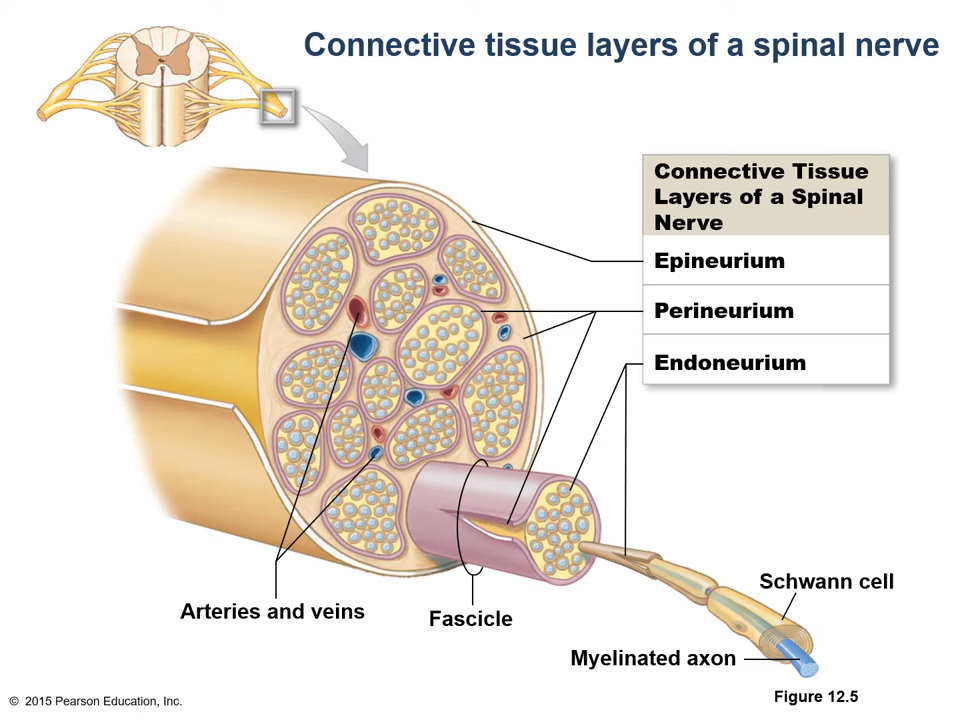 Connective tissue layers of a spinal nerve
Connective Tissue
Layers of a Spinal
Nerve
Epineurium
Perineurium
Endoneurium
Schwann cell
Arteries and veins
Fascicle
Myelinated axon
Figure 12.5
© 2015 Pearson Education, Inc.